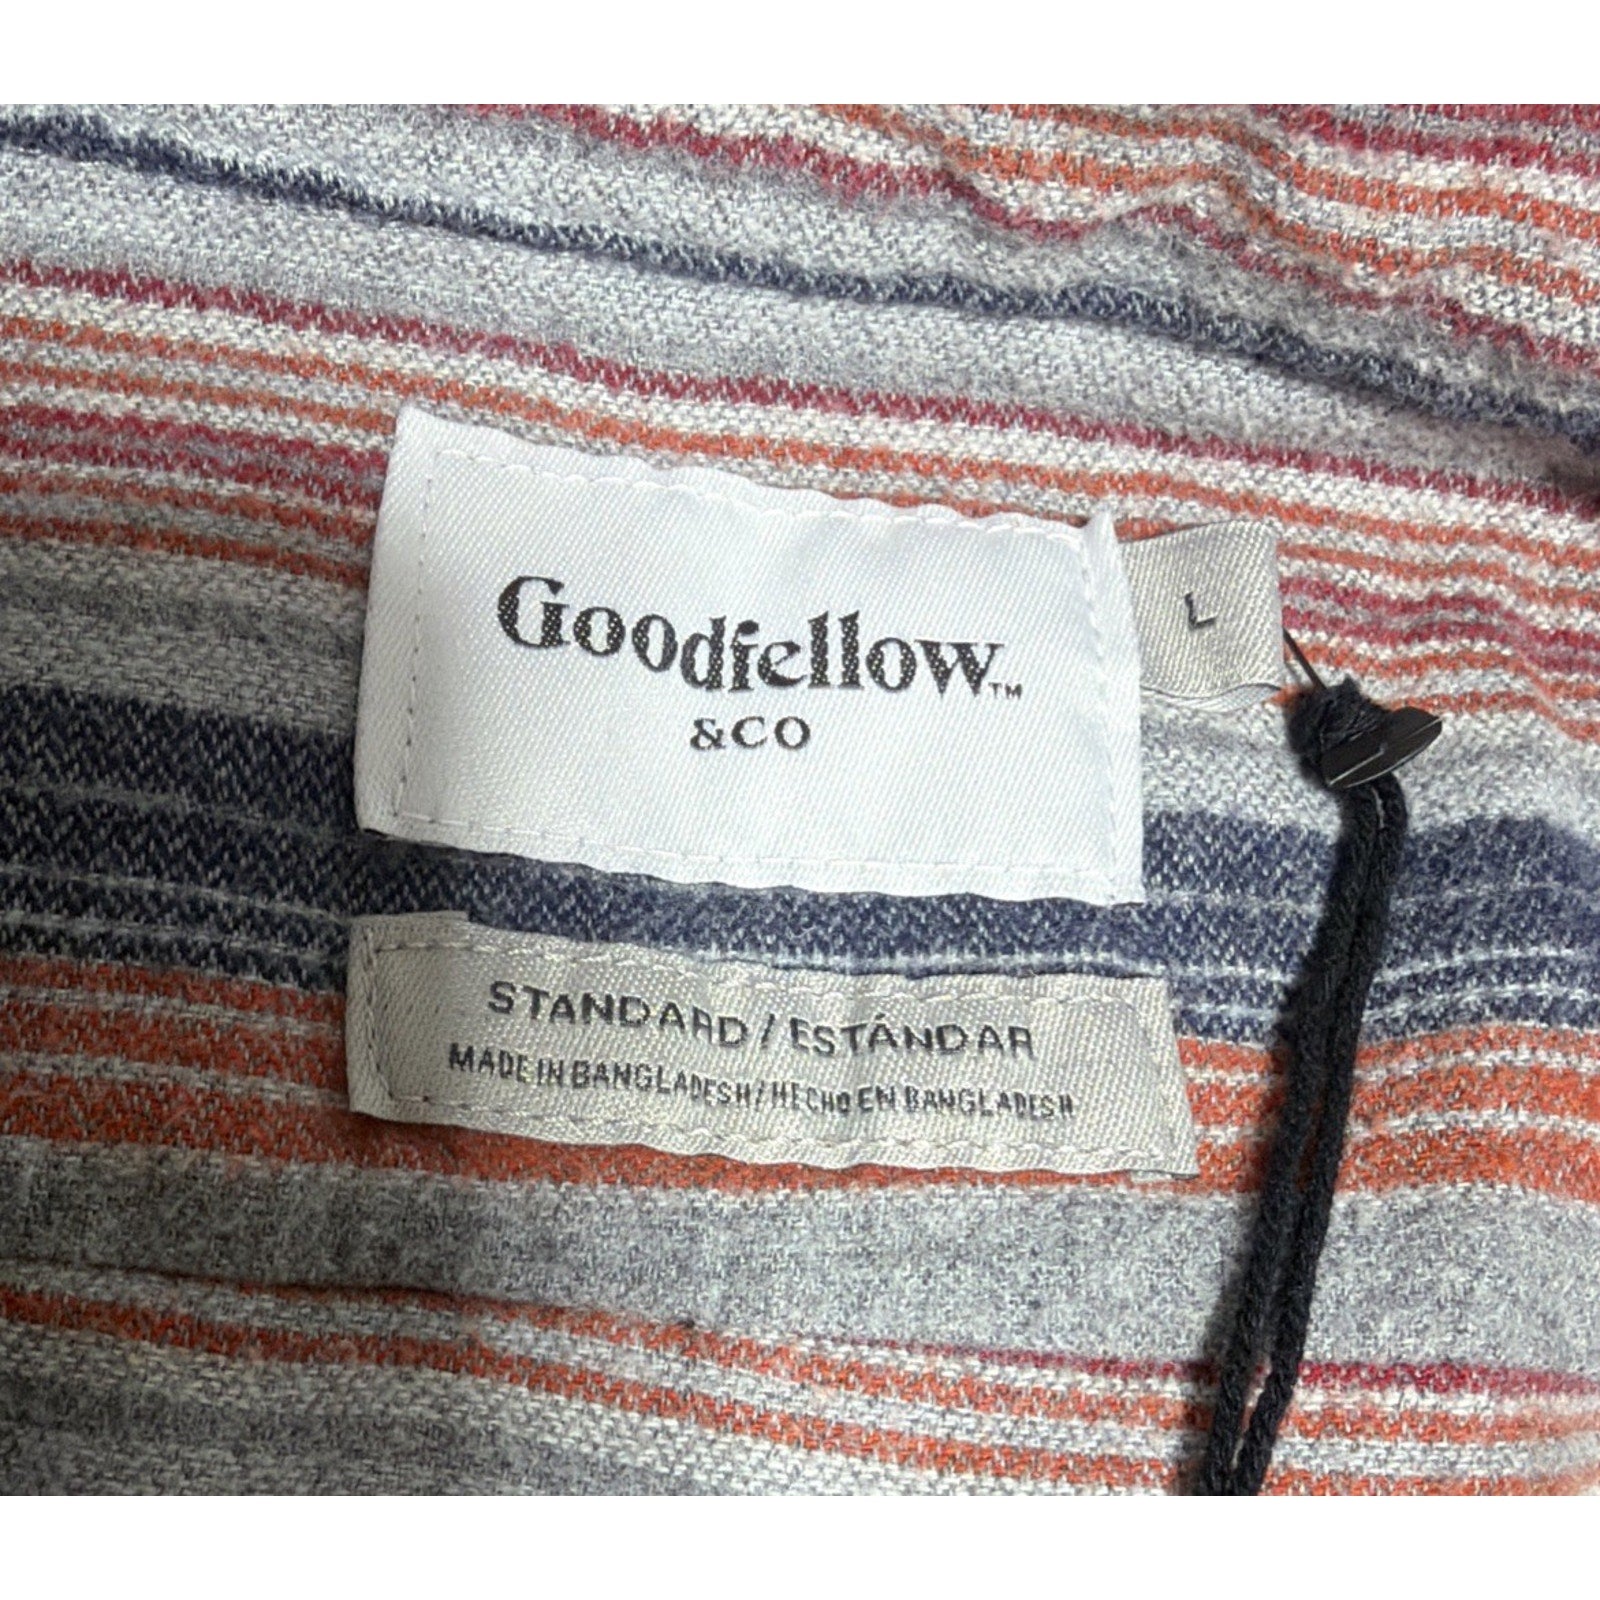 Goodfellow™
&CO
L
STANDARD / ESTÁNDAR
MADE IN BANGLADESH / HECHO EN BANGLADESH